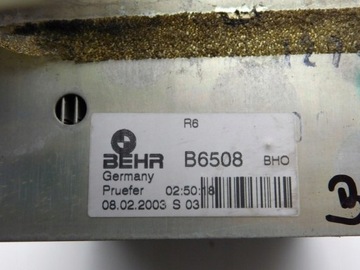 R6
BEHR B6508 BHO
Germany
Pruefer 02:50:18
08.02.2003 S 03